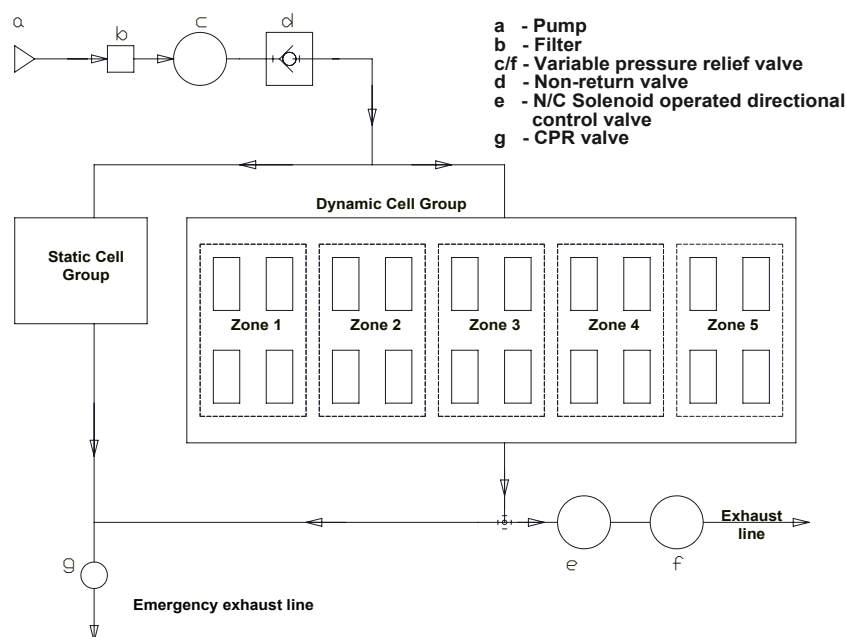 a
b
c
d
a - Pump
b - Filter
c/f - Variable pressure relief valve
d - Non-return valve
e - N/C Solenoid operated directional
control valve
g - CPR valve
Dynamic Cell Group
Static Cell
Group
Zone 1
Zone 2
Zone 3
Zone 4
Zone 5
Exhaust
line
e
f
g
Emergency exhaust line